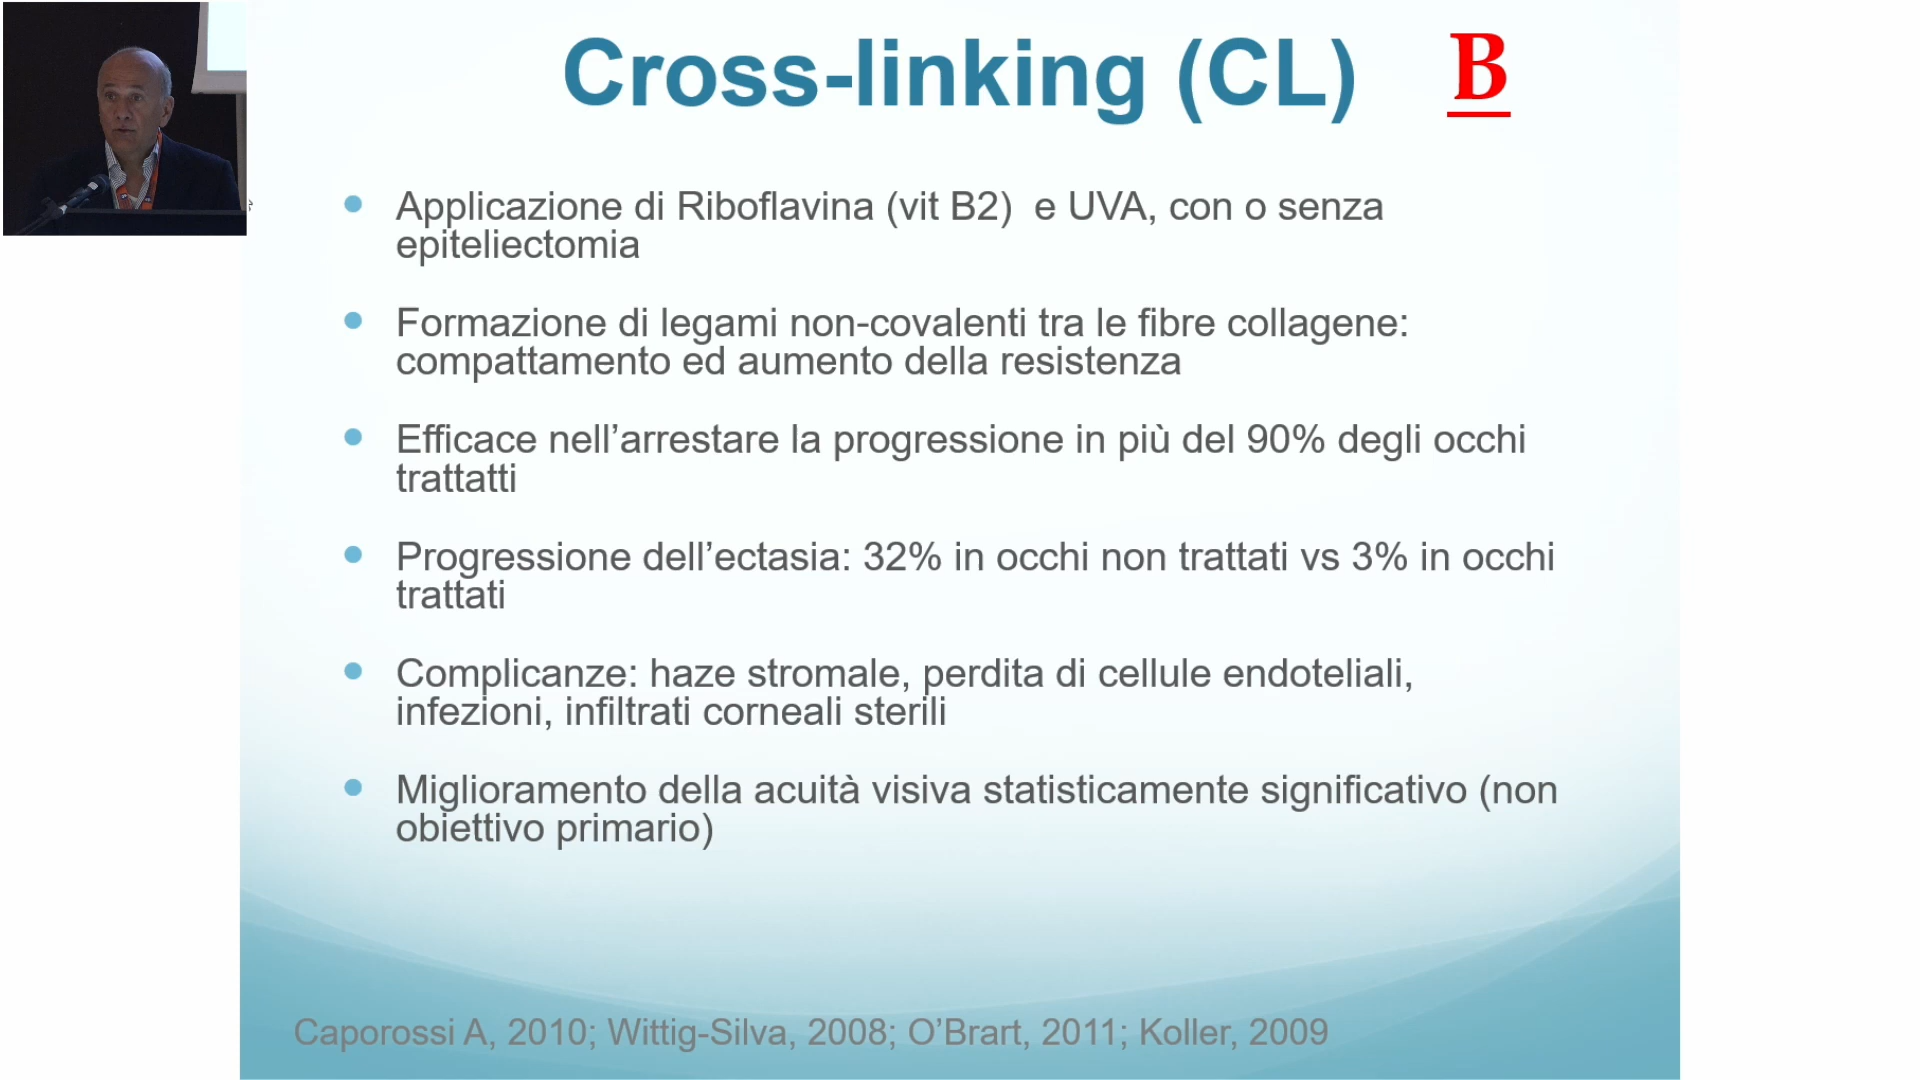 Cross-linking (CL) B
Applicazione di Riboflavina (vit B2) e UVA, con o senza
epiteliectomia
Formazione di legami non-covalenti tra le fibre collagene:
compattamento ed aumento della resistenza
Efficace nell’arrestare la progressione in più del 90% degli occhi
trattatti
Progressione dell’ectasia: 32% in occhi non trattati vs 3% in occhi
trattati
Complicanze: haze stromale, perdita di cellule endoteliali,
infezioni, infiltrati corneali sterili
Miglioramento della acuità visiva statisticamente significativo (non
obiettivo primario)
Caporossi A, 2010; Wittig-Silva, 2008; O’Brart, 2011; Koller, 2009